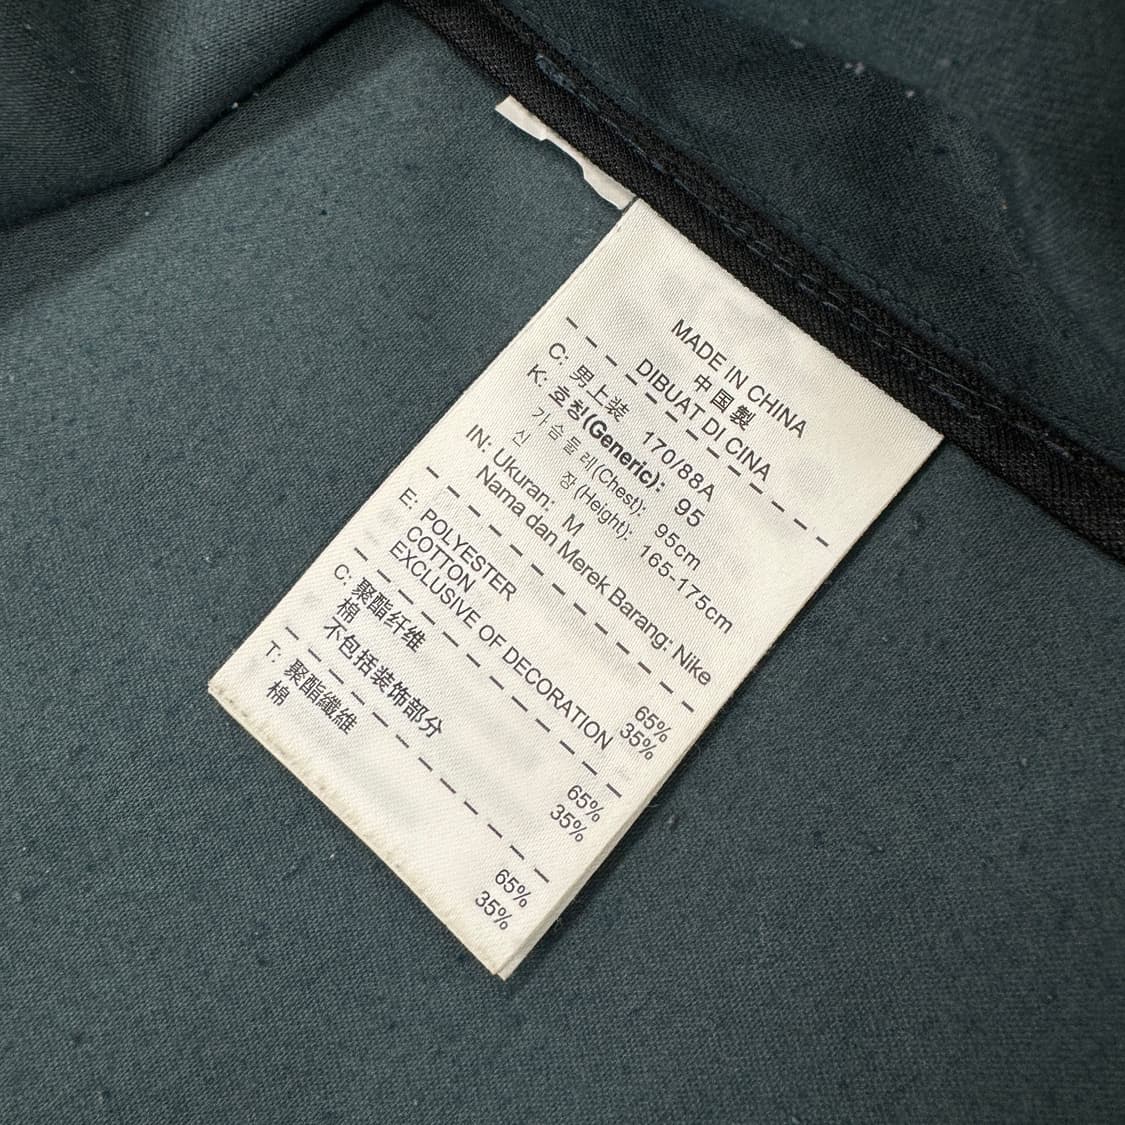 MADE IN CHINA
中国製
DIBUAT DI CINA
C: 男上装 170/88A
K: 호칭(Generic): 95
가슴둘레(Chest): 95cm
신 장(Height): 165-175cm
IN: Ukuran: M
Nama dan Merek Barang: Nike
E: POLYESTER 65%
COTTON 35%
EXCLUSIVE OF DECORATION
C: 聚酯纤维 65%
棉 35%
不包括装饰部分
T: 聚酯纖維 65%
棉 35%